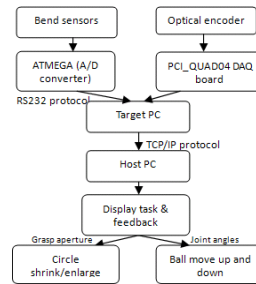 Bend sensors
Optical encoder
ATMEGA (A/D
converter)
PCI_QUAD04 DAQ
board
RS232 protocol
Target PC
TCP/IP protocol
Host PC
Display task &
feedback
Grasp aperture
Joint angles
Circle
shrink/enlarge
Ball move up and
down